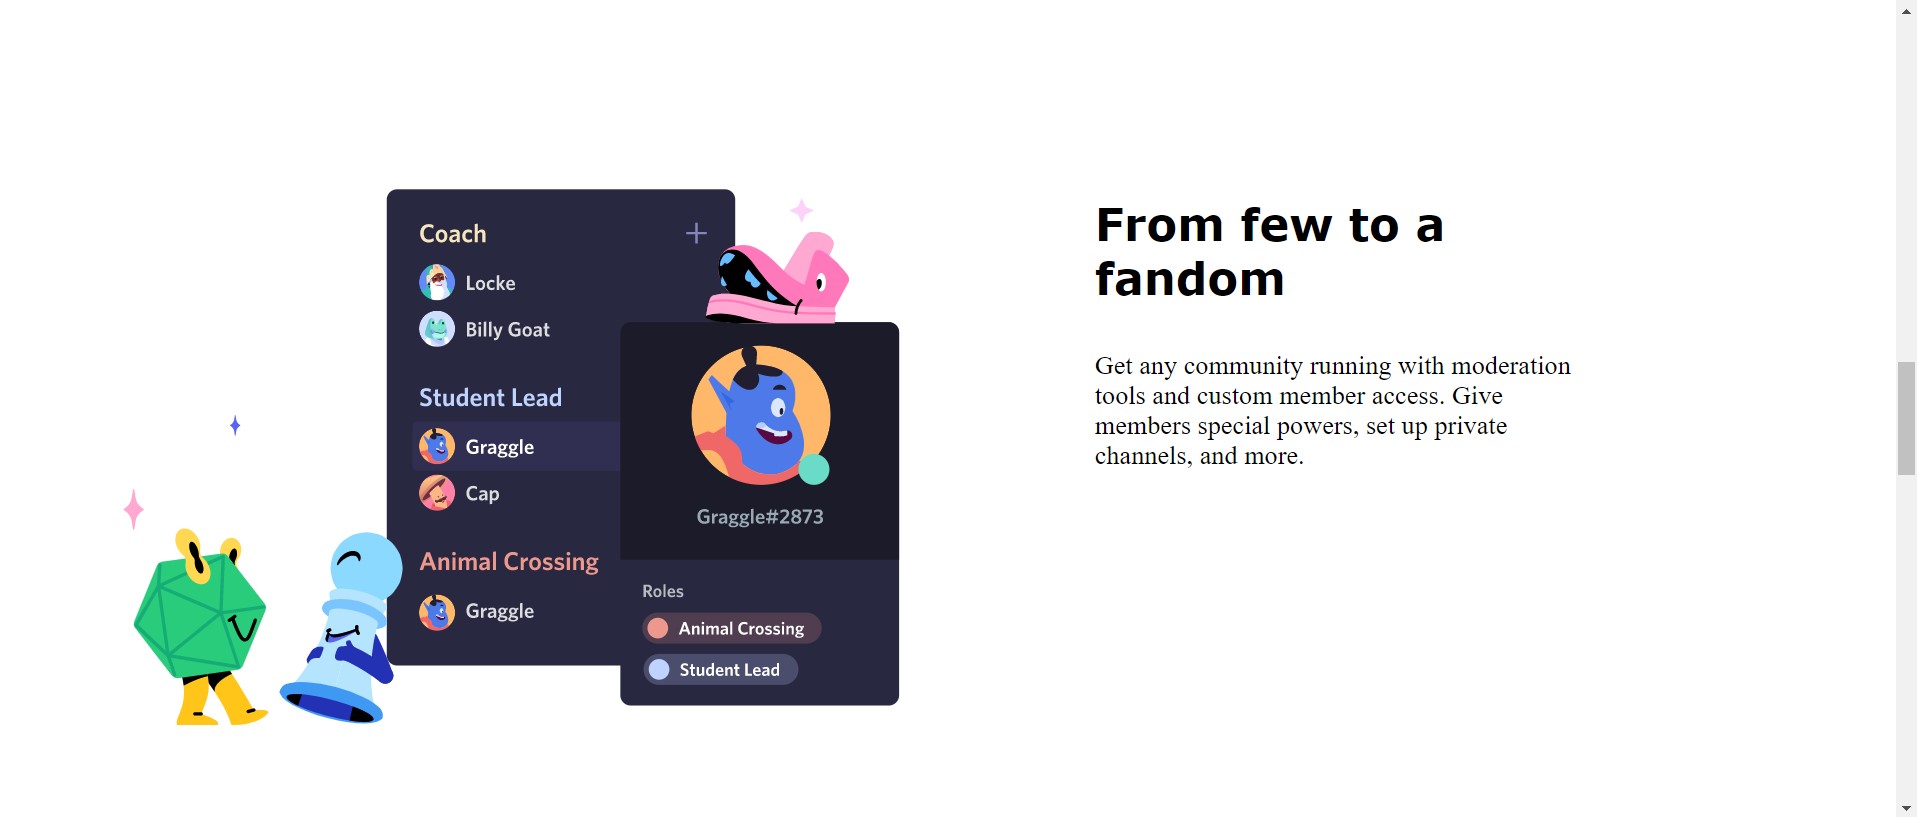 Coach
Locke
Billy Goat
Student Lead
Graggle
Cap
Animal Crossing
Graggle
Graggle#2873
Roles
Animal Crossing
Student Lead
From few to a
fandom
Get any community running with moderation
tools and custom member access. Give
members special powers, set up private
channels, and more.